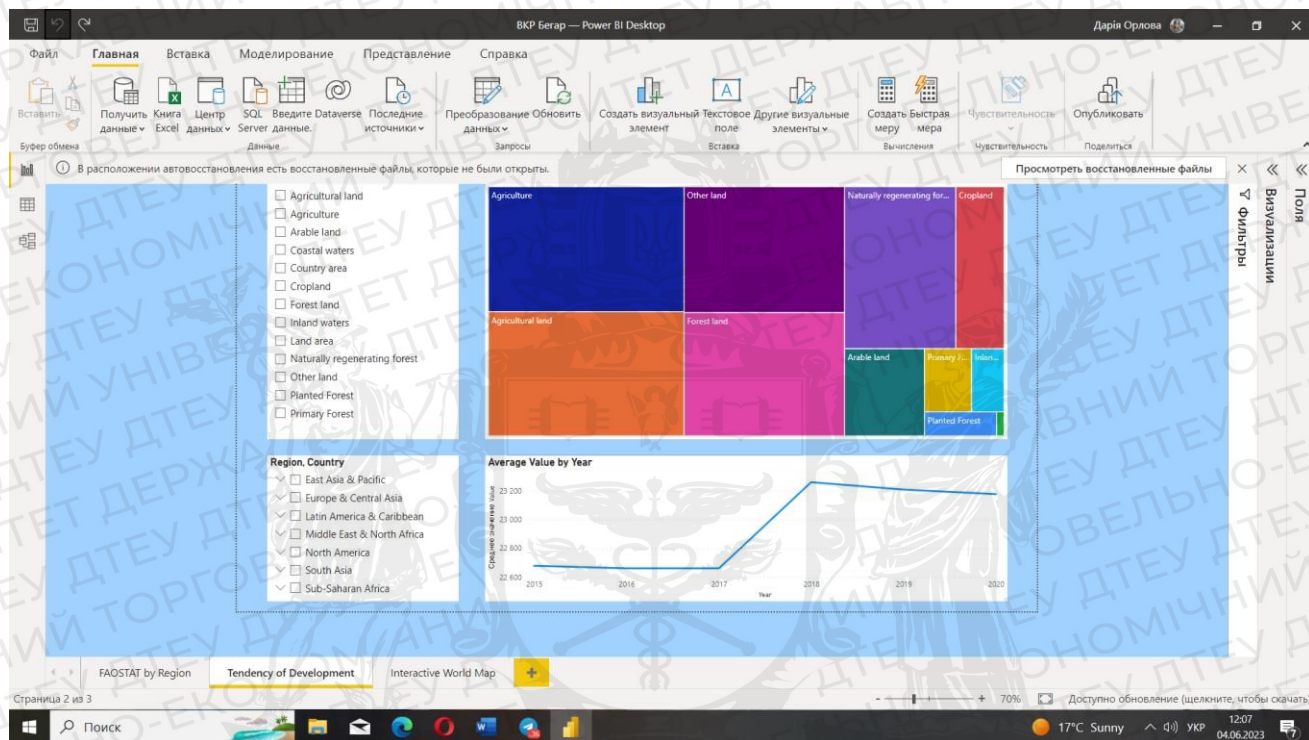 ВКР Бегар — Power BI Desktop
Дарія Орлова
Файл Главная Вставка Моделирование Представление Справка
Вставить
Получить данные
Книга Excel
Центр данных
SQL Server
Введите данные.
Dataverse
Последние источники
Преобразование данных
Обновить
Создать визуальный элемент
Текстовое поле
Другие визуальные элементы
Создать меру
Быстрая мера
Чувствительность
Опубликовать
Буфер обмена Данные Запросы Вставка Вычисления Чувствительность Поделиться
В расположении автовосстановления есть восстановленные файлы, которые не были открыты.
Просмотреть восстановленные файлы
Фильтры
Визуализации
Поля
Agricultural land
Agriculture
Arable land
Coastal waters
Country area
Cropland
Forest land
Inland waters
Land area
Naturally regenerating forest
Other land
Planted Forest
Primary Forest
Agriculture
Other land
Naturally regenerating for...
Cropland
Agricultural land
Forest land
Arable land
Primary /...
Inlan...
Planted Forest
Region, Country
East Asia & Pacific
Europe & Central Asia
Latin America & Caribbean
Middle East & North Africa
North America
South Asia
Sub-Saharan Africa
Average Value by Year
Среднее значение Value
23 200
23 000
22 800
22 600
2015 2016 2017 2018 2019 2020
Year
FAOSTAT by Region
Tendency of Development
Interactive World Map
Страница 2 из 3
70%
Доступно обновление (щелкните, чтобы скачать)
Поиск
17°C Sunny
УКР
12:07
04.06.2023